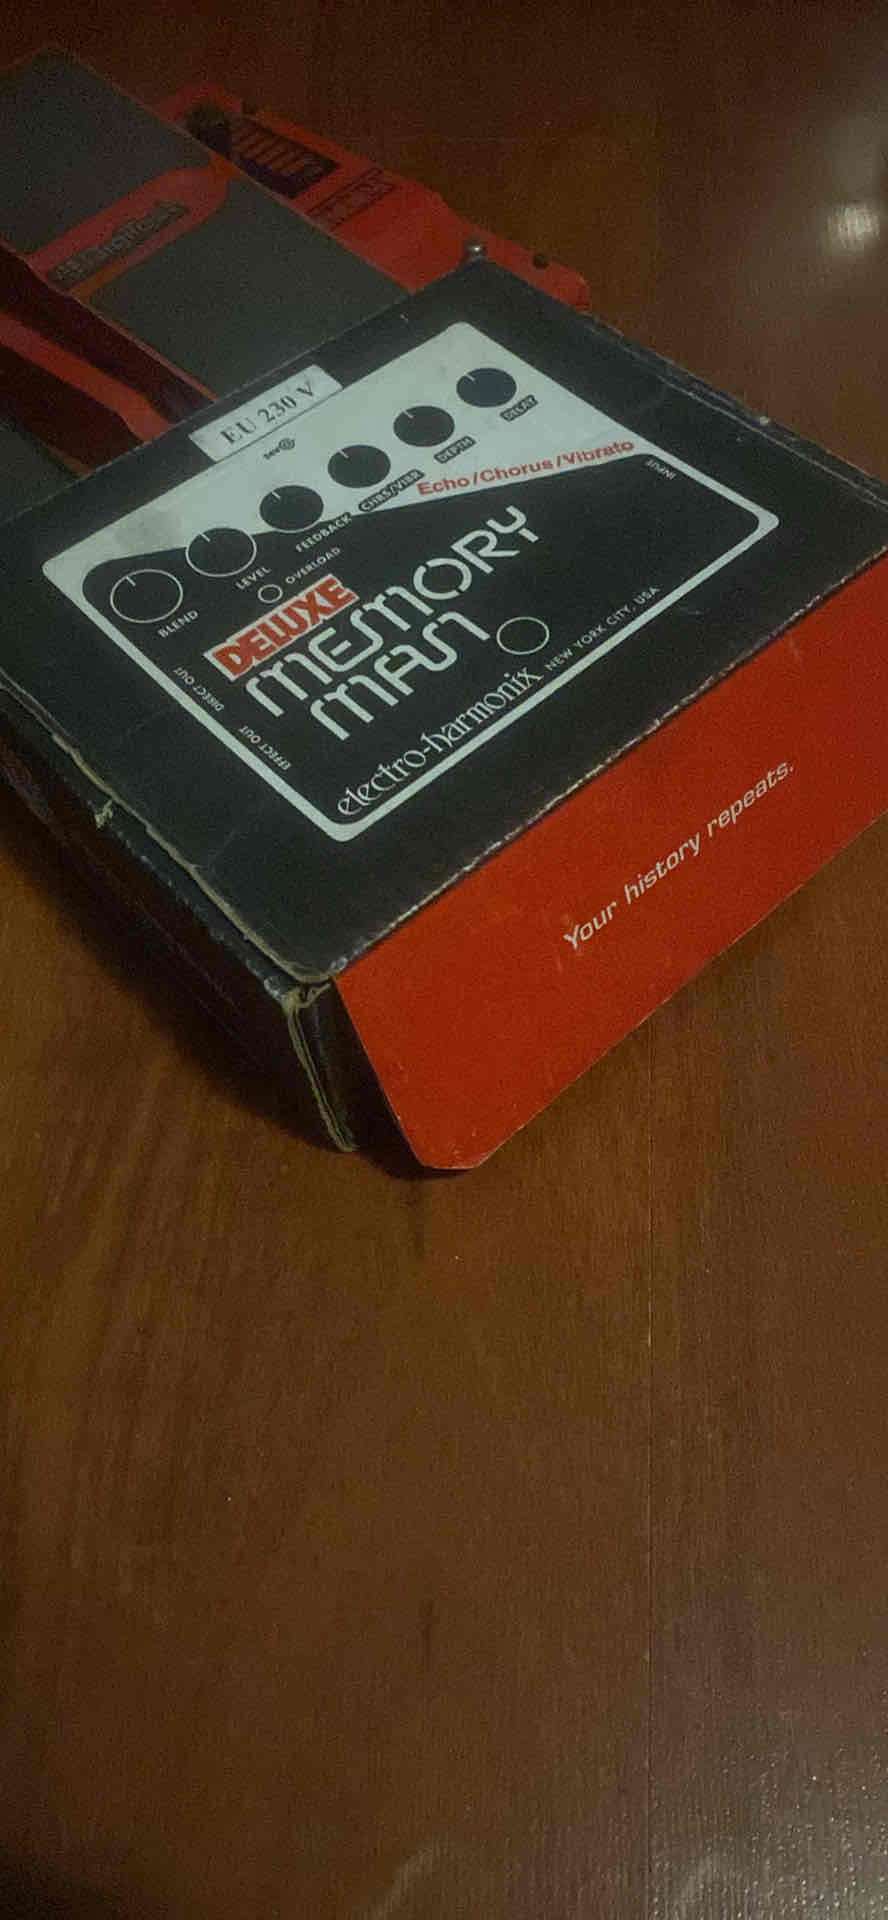 EU 230 V
rev G
DELAY
DEPTH
CHRS/VIBR
FEEDBACK
LEVEL
BLEND
OVERLOAD
Echo/Chorus/Vibrato
INPUT
DELUXE
MEMORY
MAN
DIRECT OUT
EFFECT OUT
electro-harmonix NEW YORK CITY, USA
Your history repeats.